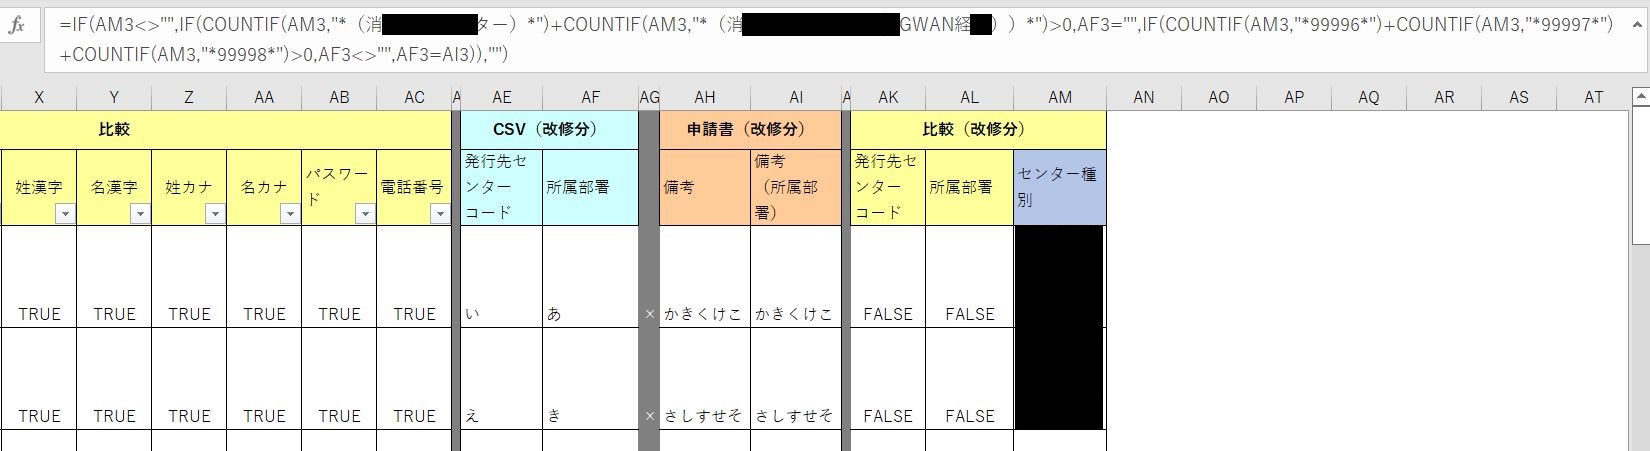 fx
=IF(AM3<>"",IF(COUNTIF(AM3,"*（消 ター）*")+COUNTIF(AM3,"*（消 GWAN経 ））*")>0,AF3="",IF(COUNTIF(AM3,"*99996*")+COUNTIF(AM3,"*99997*")
+COUNTIF(AM3,"*99998*")>0,AF3<>"",AF3=AI3)),"")
X Y Z AA AB AC A AE AF AG AH AI A AK AL AM AN AO AP AQ AR AS AT
比較 CSV（改修分） 申請書（改修分） 比較（改修分）
姓漢字 名漢字 姓カナ 名カナ
パスワー
ド
電話番号
発行先セ
ンター
コード
所属部署
備考
備考
（所属部
署）
発行先セ
ンター
コード
所属部署
センター種
別
TRUE TRUE TRUE TRUE TRUE TRUE い あ × かきくけこ かきくけこ FALSE FALSE
TRUE TRUE TRUE TRUE TRUE TRUE え き × さしすせそ さしすせそ FALSE FALSE